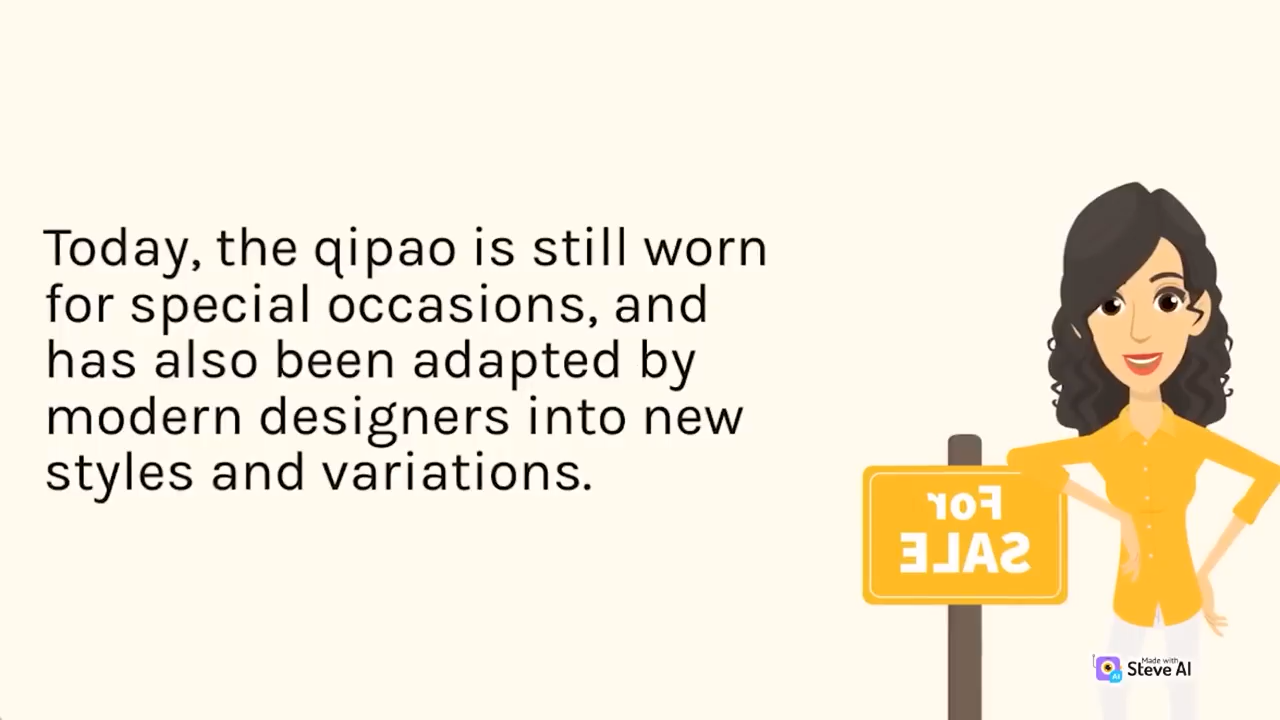 Today, the qipao is still worn
for special occasions, and
has also been adapted by
modern designers into new
styles and variations.
For
SALE
Made with
Steve AI
AI